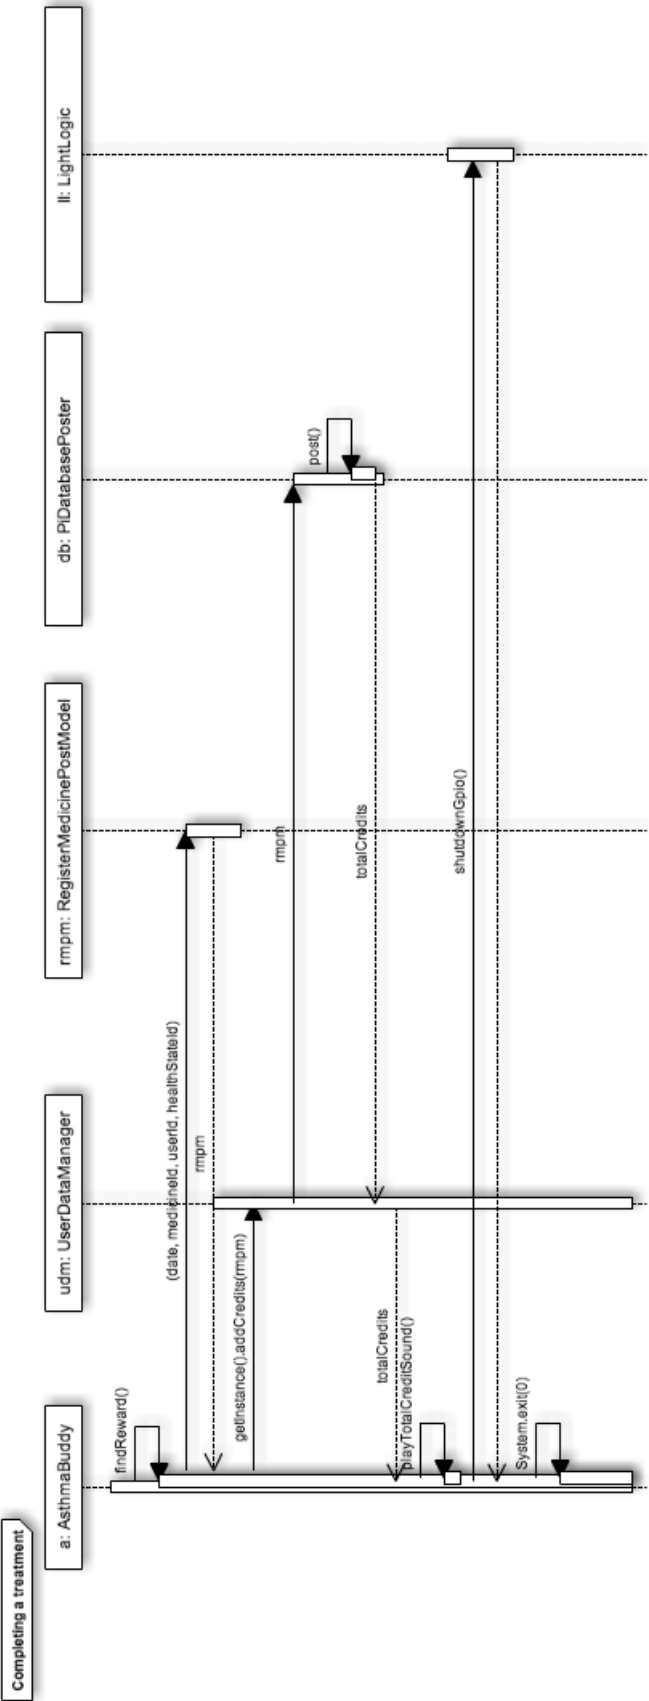 Completing a treatment
a: AsthmaBuddy
udm: UserDataManager
rmpm: RegisterMedicinePostModel
db: PiDatabasePoster
ll: LightLogic
findReward()
(date, medicineId, userId, healthStateId)
rmpm
getInstance().addCredits(rmpm)
rmpm
post()
totalCredits
totalCredits
playTotalCreditSound()
shutdownGpio()
System.exit(0)